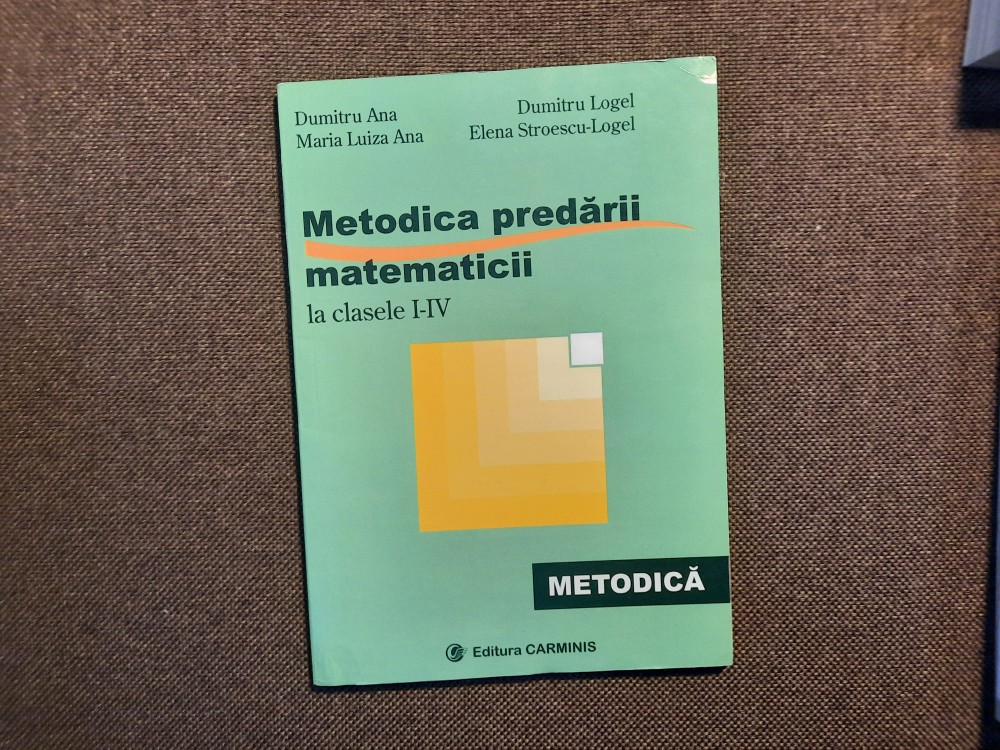 Dumitru Ana
Maria Luiza Ana
Dumitru Logel
Elena Stroescu-Logel
Metodica predării
matematicii
la clasele I-IV
METODICĂ
Editura CARMINIS